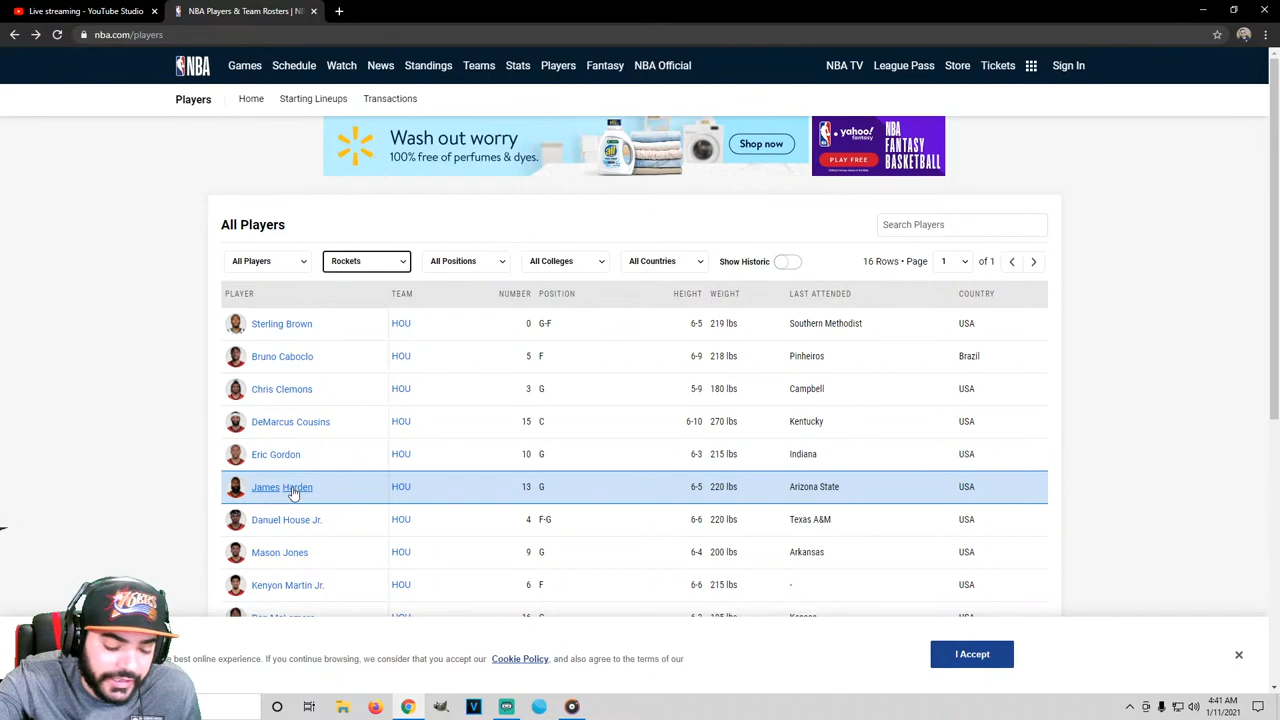 Live streaming - YouTube Studio
NBA Team & Players Rosters | N
nba.com/players
NBA Games Schedule Watch News Standings Teams Stats Players Fantasy NBA Official NBA TV League Pass Store Tickets Sign In
Players Home Starting Lineups Transactions
Wash out worry
100% free of perfumes & dyes.
all
Shop now
yahoo!
fantasy
PLAY FREE
NBA
FANTASY
BASKETBALL
All Players
Search Players
All Players Rockets All Positions All Colleges All Countries Show Historic 16 Rows • Page 1 of 1
PLAYER TEAM NUMBER POSITION HEIGHT WEIGHT LAST ATTENDED COUNTRY
Sterling Brown HOU 0 G-F 6-5 219 lbs Southern Methodist USA
Bruno Caboclo HOU 5 F 6-9 218 lbs Pinheiros Brazil
Chris Clemons HOU 3 G 5-9 180 lbs Campbell USA
DeMarcus Cousins HOU 15 C 6-10 270 lbs Kentucky USA
Eric Gordon HOU 10 G 6-3 215 lbs Indiana USA
James Harden HOU 13 G 6-5 220 lbs Arizona State USA
Danuel House Jr. HOU 4 F-G 6-6 220 lbs Texas A&M USA
Mason Jones HOU 9 G 6-4 200 lbs Arkansas USA
Kenyon Martin Jr. HOU 6 F 6-6 215 lbs - USA
best online experience. If you continue browsing, we consider that you accept our Cookie Policy, and also agree to the terms of our
I Accept
76ERS
4:41 AM
1/11/2021